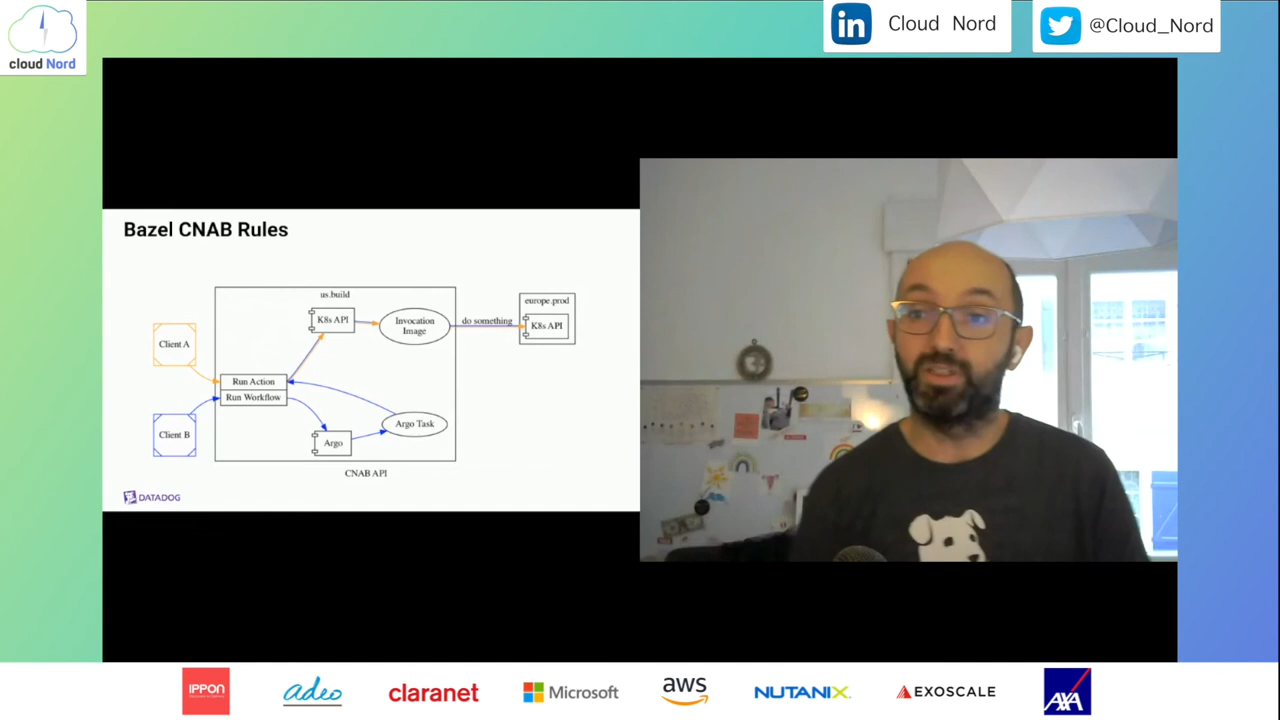 cloud Nord
in
Cloud Nord
@Cloud_Nord
Bazel CNAB Rules
us.build
europe.prod
K8s API
Invocation
Image
do something
K8s API
Client A
Run Action
Run Workflow
Client B
Argo Task
Argo
CNAB API
DATADOG
IPPON
adeo
claranet
Microsoft
aws
NUTANIX
EXOSCALE
AXA